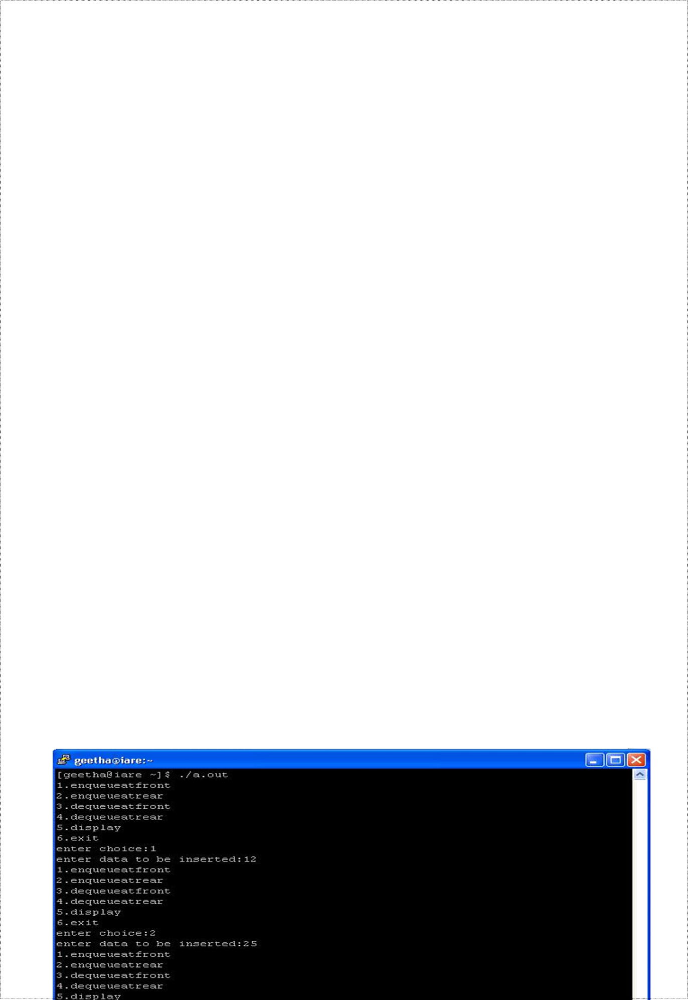 geetha@iare:~
[geetha@iare ~]$ ./a.out
1.enqueueatfront
2.enqueueatrear
3.dequeueatfront
4.dequeueatrear
5.display
6.exit
enter choice:1
enter data to be inserted:12
1.enqueueatfront
2.enqueueatrear
3.dequeueatfront
4.dequeueatrear
5.display
6.exit
enter choice:2
enter data to be inserted:25
1.enqueueatfront
2.enqueueatrear
3.dequeueatfront
4.dequeueatrear
5.display